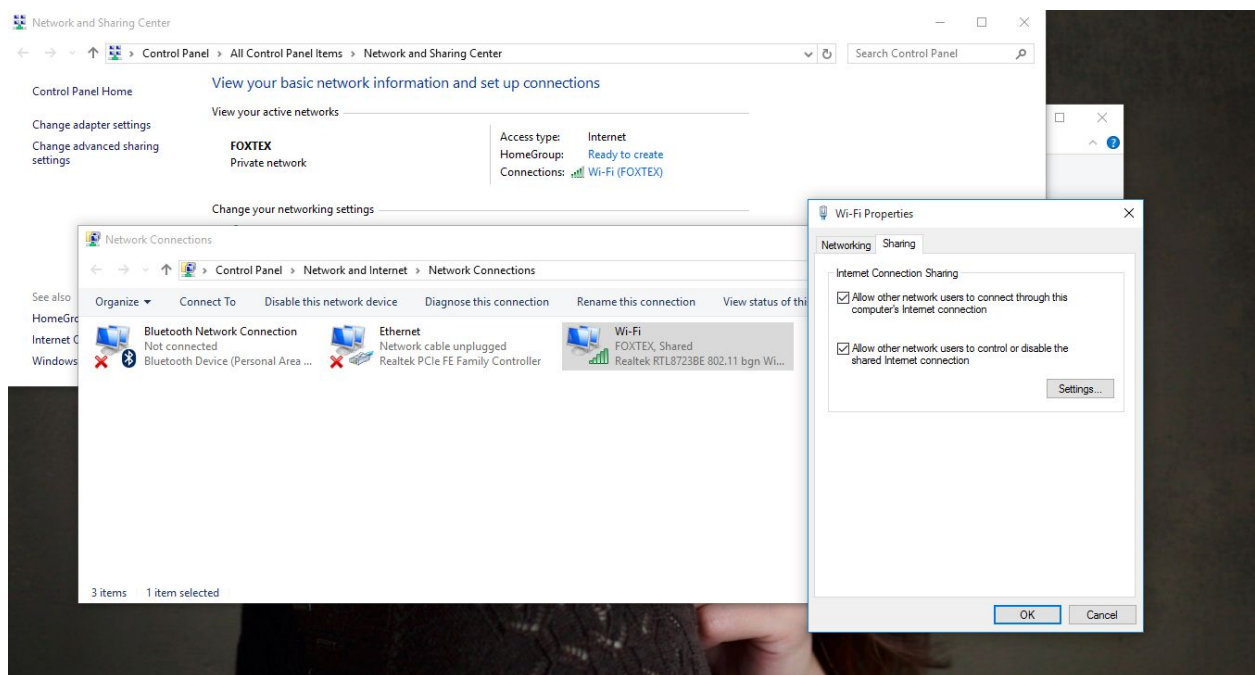 Network and Sharing Center
Control Panel › All Control Panel Items › Network and Sharing Center
Search Control Panel
Control Panel Home
Change adapter settings
Change advanced sharing
settings
View your basic network information and set up connections
View your active networks
FOXTEX
Private network
Access type: Internet
HomeGroup: Ready to create
Connections: Wi-Fi (FOXTEX)
Change your networking settings
See also
HomeGro
Internet O
Windows
Network Connections
Control Panel › Network and Internet › Network Connections
Organize Connect To Disable this network device Diagnose this connection Rename this connection View status of thi
Bluetooth Network Connection
Not connected
Bluetooth Device (Personal Area ...
Ethernet
Network cable unplugged
Realtek PCIe FE Family Controller
Wi-Fi
FOXTEX, Shared
Realtek RTL8723BE 802.11 bgn Wi...
3 items 1 item selected
Wi-Fi Properties
Networking Sharing
Internet Connection Sharing
Allow other network users to connect through this
computer's Internet connection
Allow other network users to control or disable the
shared Internet connection
Settings...
OK Cancel